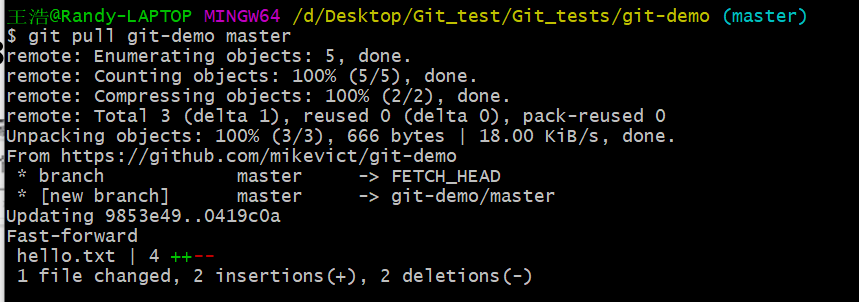 王浩@Randy-LAPTOP MINGW64 /d/Desktop/Git_test/Git_tests/git-demo (master)
$ git pull git-demo master
remote: Enumerating objects: 5, done.
remote: Counting objects: 100% (5/5), done.
remote: Compressing objects: 100% (2/2), done.
remote: Total 3 (delta 1), reused 0 (delta 0), pack-reused 0
Unpacking objects: 100% (3/3), 666 bytes | 18.00 KiB/s, done.
From https://github.com/mikevict/git-demo
 * branch            master     -> FETCH_HEAD
 * [new branch]      master     -> git-demo/master
Updating 9853e49..0419c0a
Fast-forward
 hello.txt | 4 ++--
 1 file changed, 2 insertions(+), 2 deletions(-)